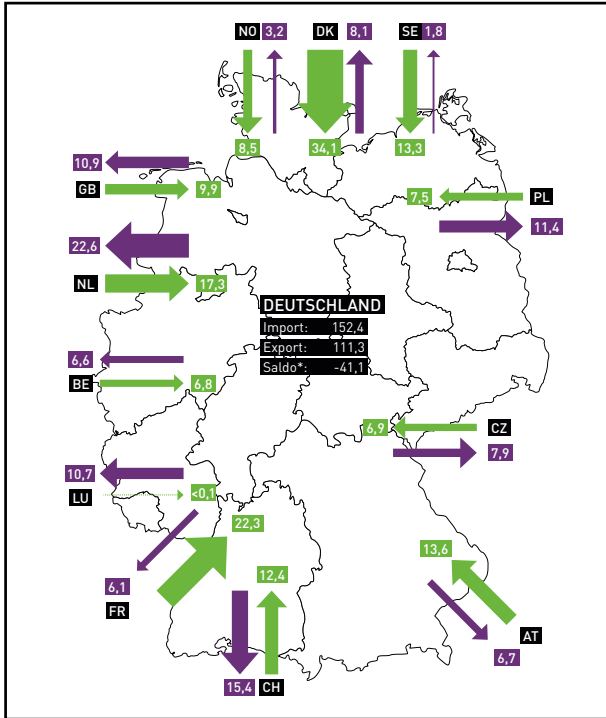 NO 3,2 DK 8,1 SE 1,8
8,5 34,1 13,3
10,9
GB 9,9
7,5 PL
11,4
22,6
NL 17,3
DEUTSCHLAND
Import: 152,4
Export: 111,3
Saldo*: -41,1
6,6
BE 6,8
6,9 CZ
7,9
10,7
LU <0,1
22,3
6,1
FR
12,4
13,6
AT
6,7
15,4 CH